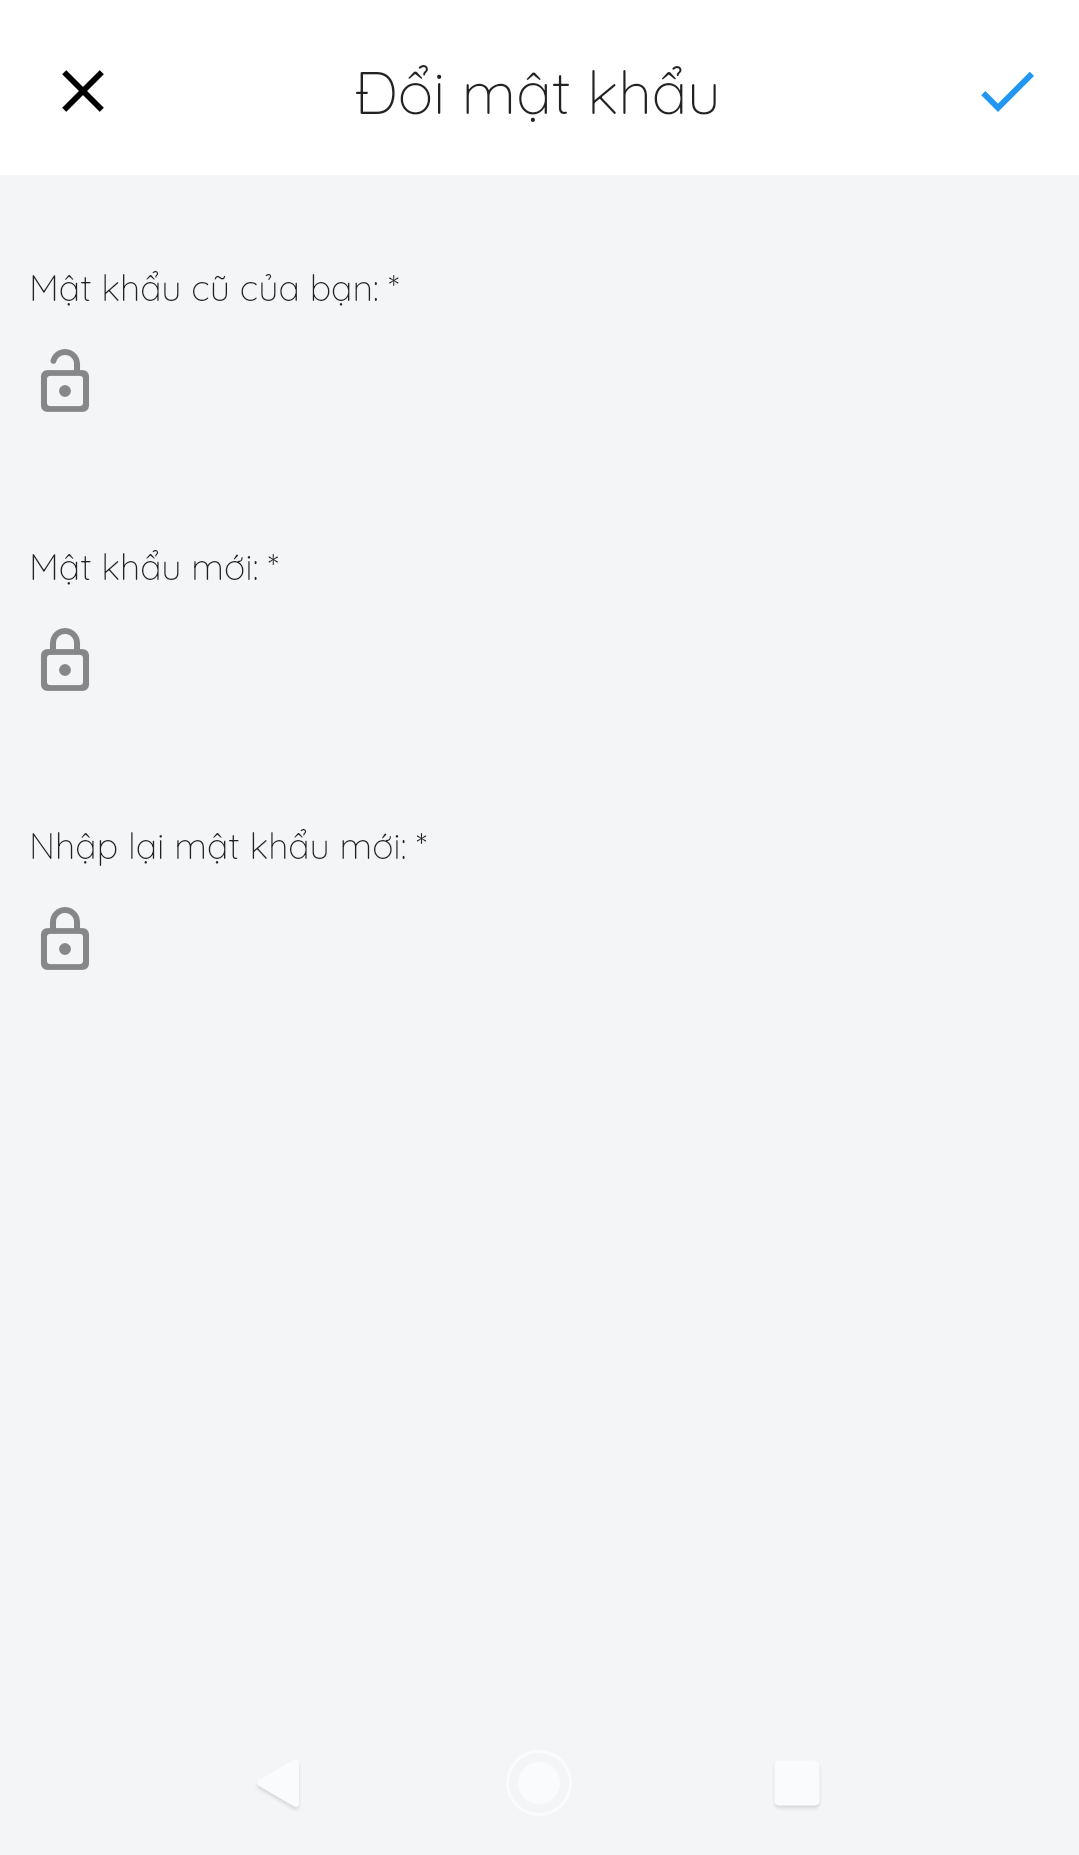 Đổi mật khẩu
Mật khẩu cũ của bạn: *
Mật khẩu mới: *
Nhập lại mật khẩu mới: *